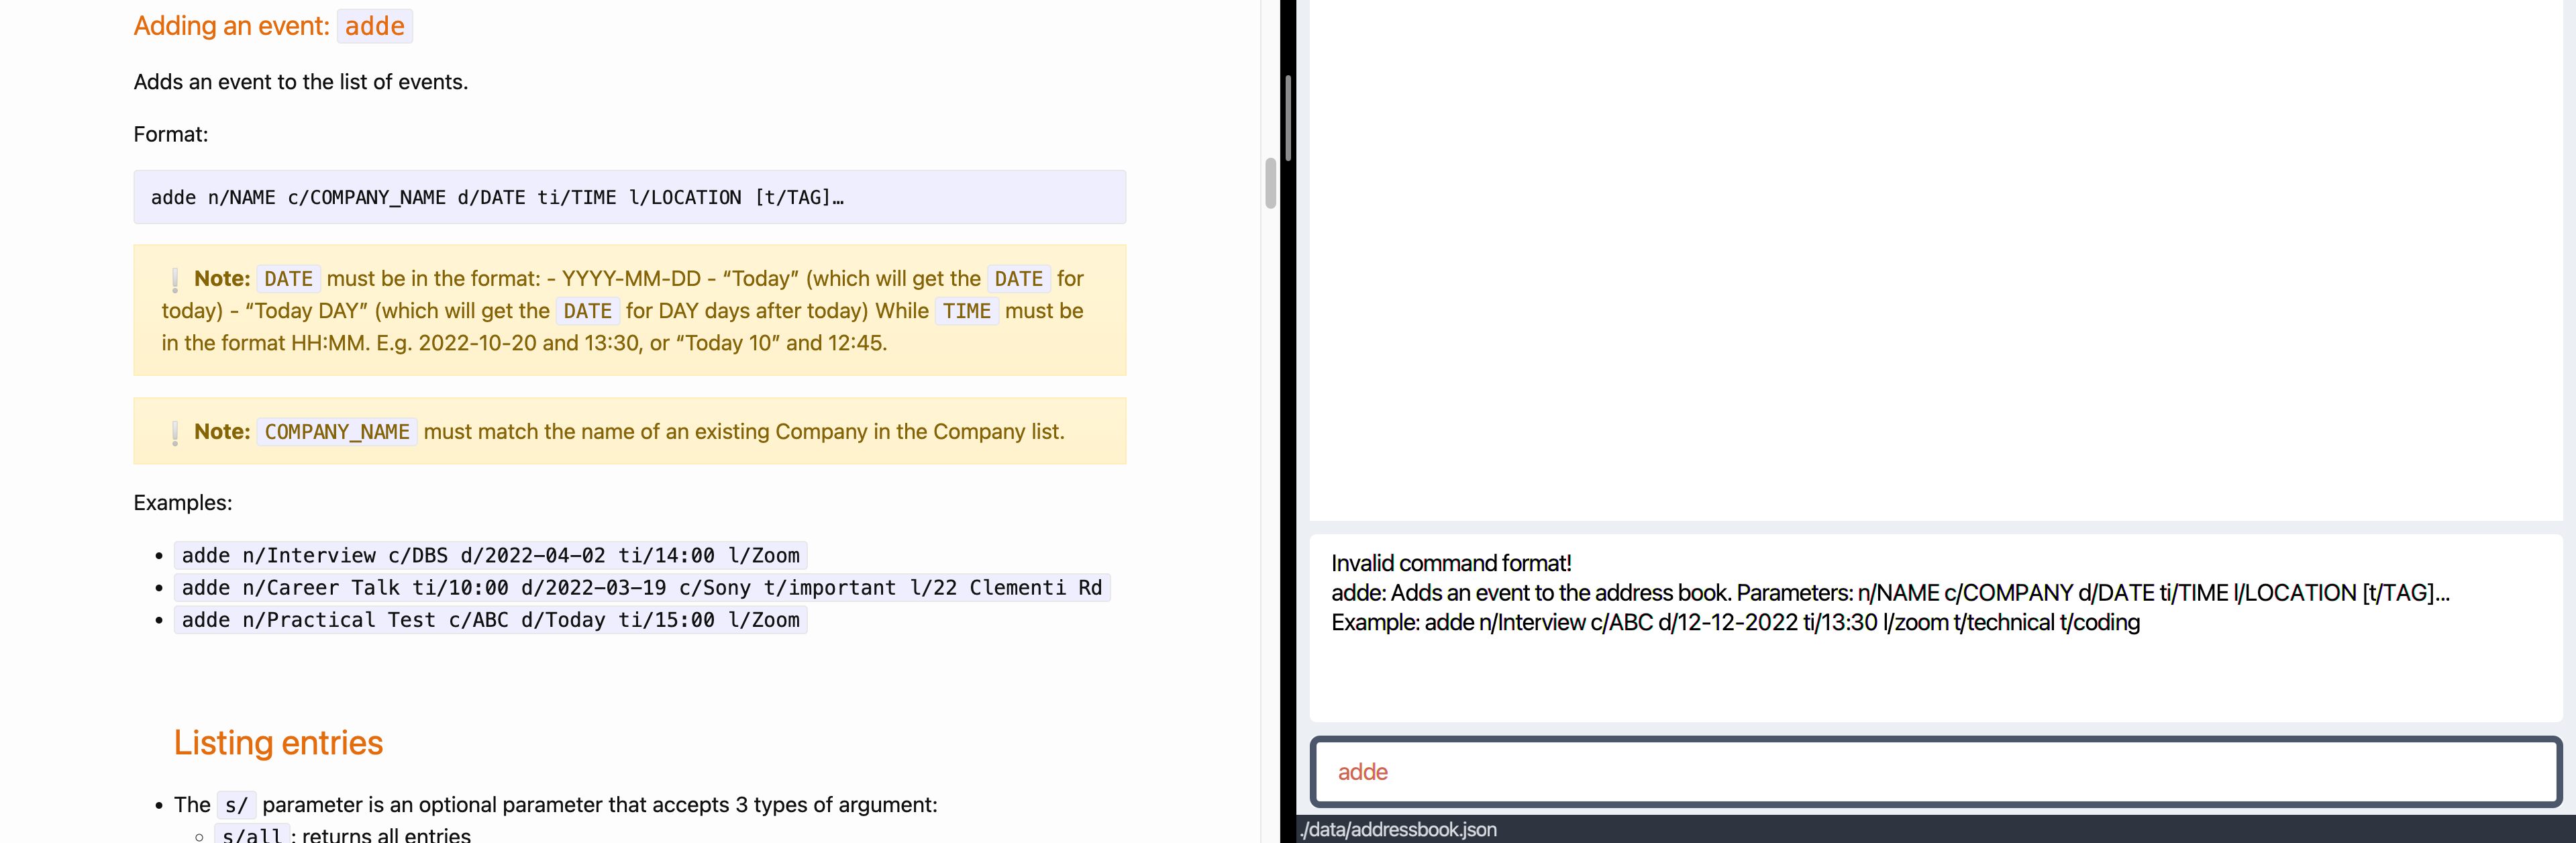 Adding an event: adde
Adds an event to the list of events.
Format:
adde n/NAME c/COMPANY_NAME d/DATE ti/TIME l/LOCATION [t/TAG]…
❕ Note: DATE must be in the format: - YYYY-MM-DD - “Today” (which will get the DATE for
today) - “Today DAY” (which will get the DATE for DAY days after today) While TIME must be
in the format HH:MM. E.g. 2022-10-20 and 13:30, or “Today 10” and 12:45.
❕ Note: COMPANY_NAME must match the name of an existing Company in the Company list.
Examples:
• adde n/Interview c/DBS d/2022-04-02 ti/14:00 l/Zoom
• adde n/Career Talk ti/10:00 d/2022-03-19 c/Sony t/important l/22 Clementi Rd
• adde n/Practical Test c/ABC d/Today ti/15:00 l/Zoom
Listing entries
• The s/ parameter is an optional parameter that accepts 3 types of argument:
◦ s/all : returns all entries
Invalid command format!
adde: Adds an event to the address book. Parameters: n/NAME c/COMPANY d/DATE ti/TIME l/LOCATION [t/TAG]...
Example: adde n/Interview c/ABC d/12-12-2022 ti/13:30 l/zoom t/technical t/coding
adde
./data/addressbook.json